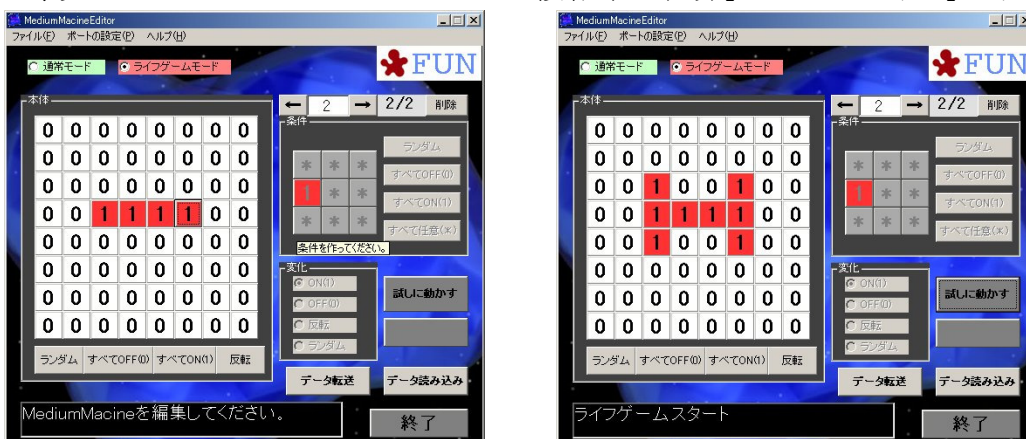 MediumMacineEditor
ファイル(F) ポートの設定(P) ヘルプ(H)
通常モード ライフゲームモード
FUN
本体
← 2 → 2/2 削除
条件
0 0 0 0 0 0 0 0
0 0 0 0 0 0 0 0
0 0 0 0 0 0 0 0
0 0 1 1 1 1 0 0
0 0 0 0 0 0 0 0
0 0 0 0 0 0 0 0
0 0 0 0 0 0 0 0
0 0 0 0 0 0 0 0
* * *
1 * *
* * *
ランダム
すべてOFF(0)
すべてON(1)
すべて任意(*)
条件を作ってください。
変化
ON(1)
OFF(0)
反転
ランダム
試しに動かす
ランダム すべてOFF(0) すべてON(1) 反転
データ転送 データ読み込み
MediumMacineを編集してください。
終了
MediumMacineEditor
ファイル(F) ポートの設定(P) ヘルプ(H)
通常モード ライフゲームモード
FUN
本体
← 2 → 2/2 削除
条件
0 0 0 0 0 0 0 0
0 0 0 0 0 0 0 0
0 0 1 0 0 1 0 0
0 0 1 1 1 1 0 0
0 0 1 0 0 1 0 0
0 0 0 0 0 0 0 0
0 0 0 0 0 0 0 0
0 0 0 0 0 0 0 0
* * *
1 * *
* * *
ランダム
すべてOFF(0)
すべてON(1)
すべて任意(*)
変化
ON(1)
OFF(0)
反転
ランダム
試しに動かす
ランダム すべてOFF(0) すべてON(1) 反転
データ転送 データ読み込み
ライフゲームスタート
終了